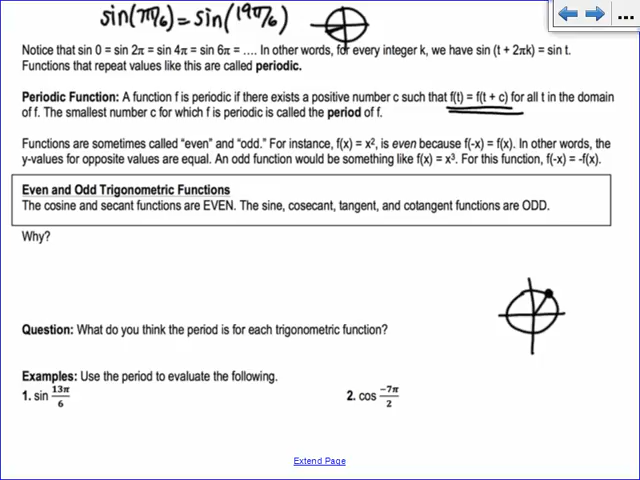 sin(7π/6) = sin(19π/6)
Notice that sin 0 = sin 2π = sin 4π = sin 6π = …. In other words, for every integer k, we have sin (t + 2πk) = sin t.
Functions that repeat values like this are called periodic.
Periodic Function: A function f is periodic if there exists a positive number c such that f(t) = f(t + c) for all t in the domain
of f. The smallest number c for which f is periodic is called the period of f.
Functions are sometimes called “even” and “odd.” For instance, f(x) = x², is even because f(-x) = f(x). In other words, the
y-values for opposite values are equal. An odd function would be something like f(x) = x³. For this function, f(-x) = -f(x).
Even and Odd Trigonometric Functions
The cosine and secant functions are EVEN. The sine, cosecant, tangent, and cotangent functions are ODD.
Why?
Question: What do you think the period is for each trigonometric function?
Examples: Use the period to evaluate the following.
1. sin 13π/6 2. cos -7π/2
Extend Page